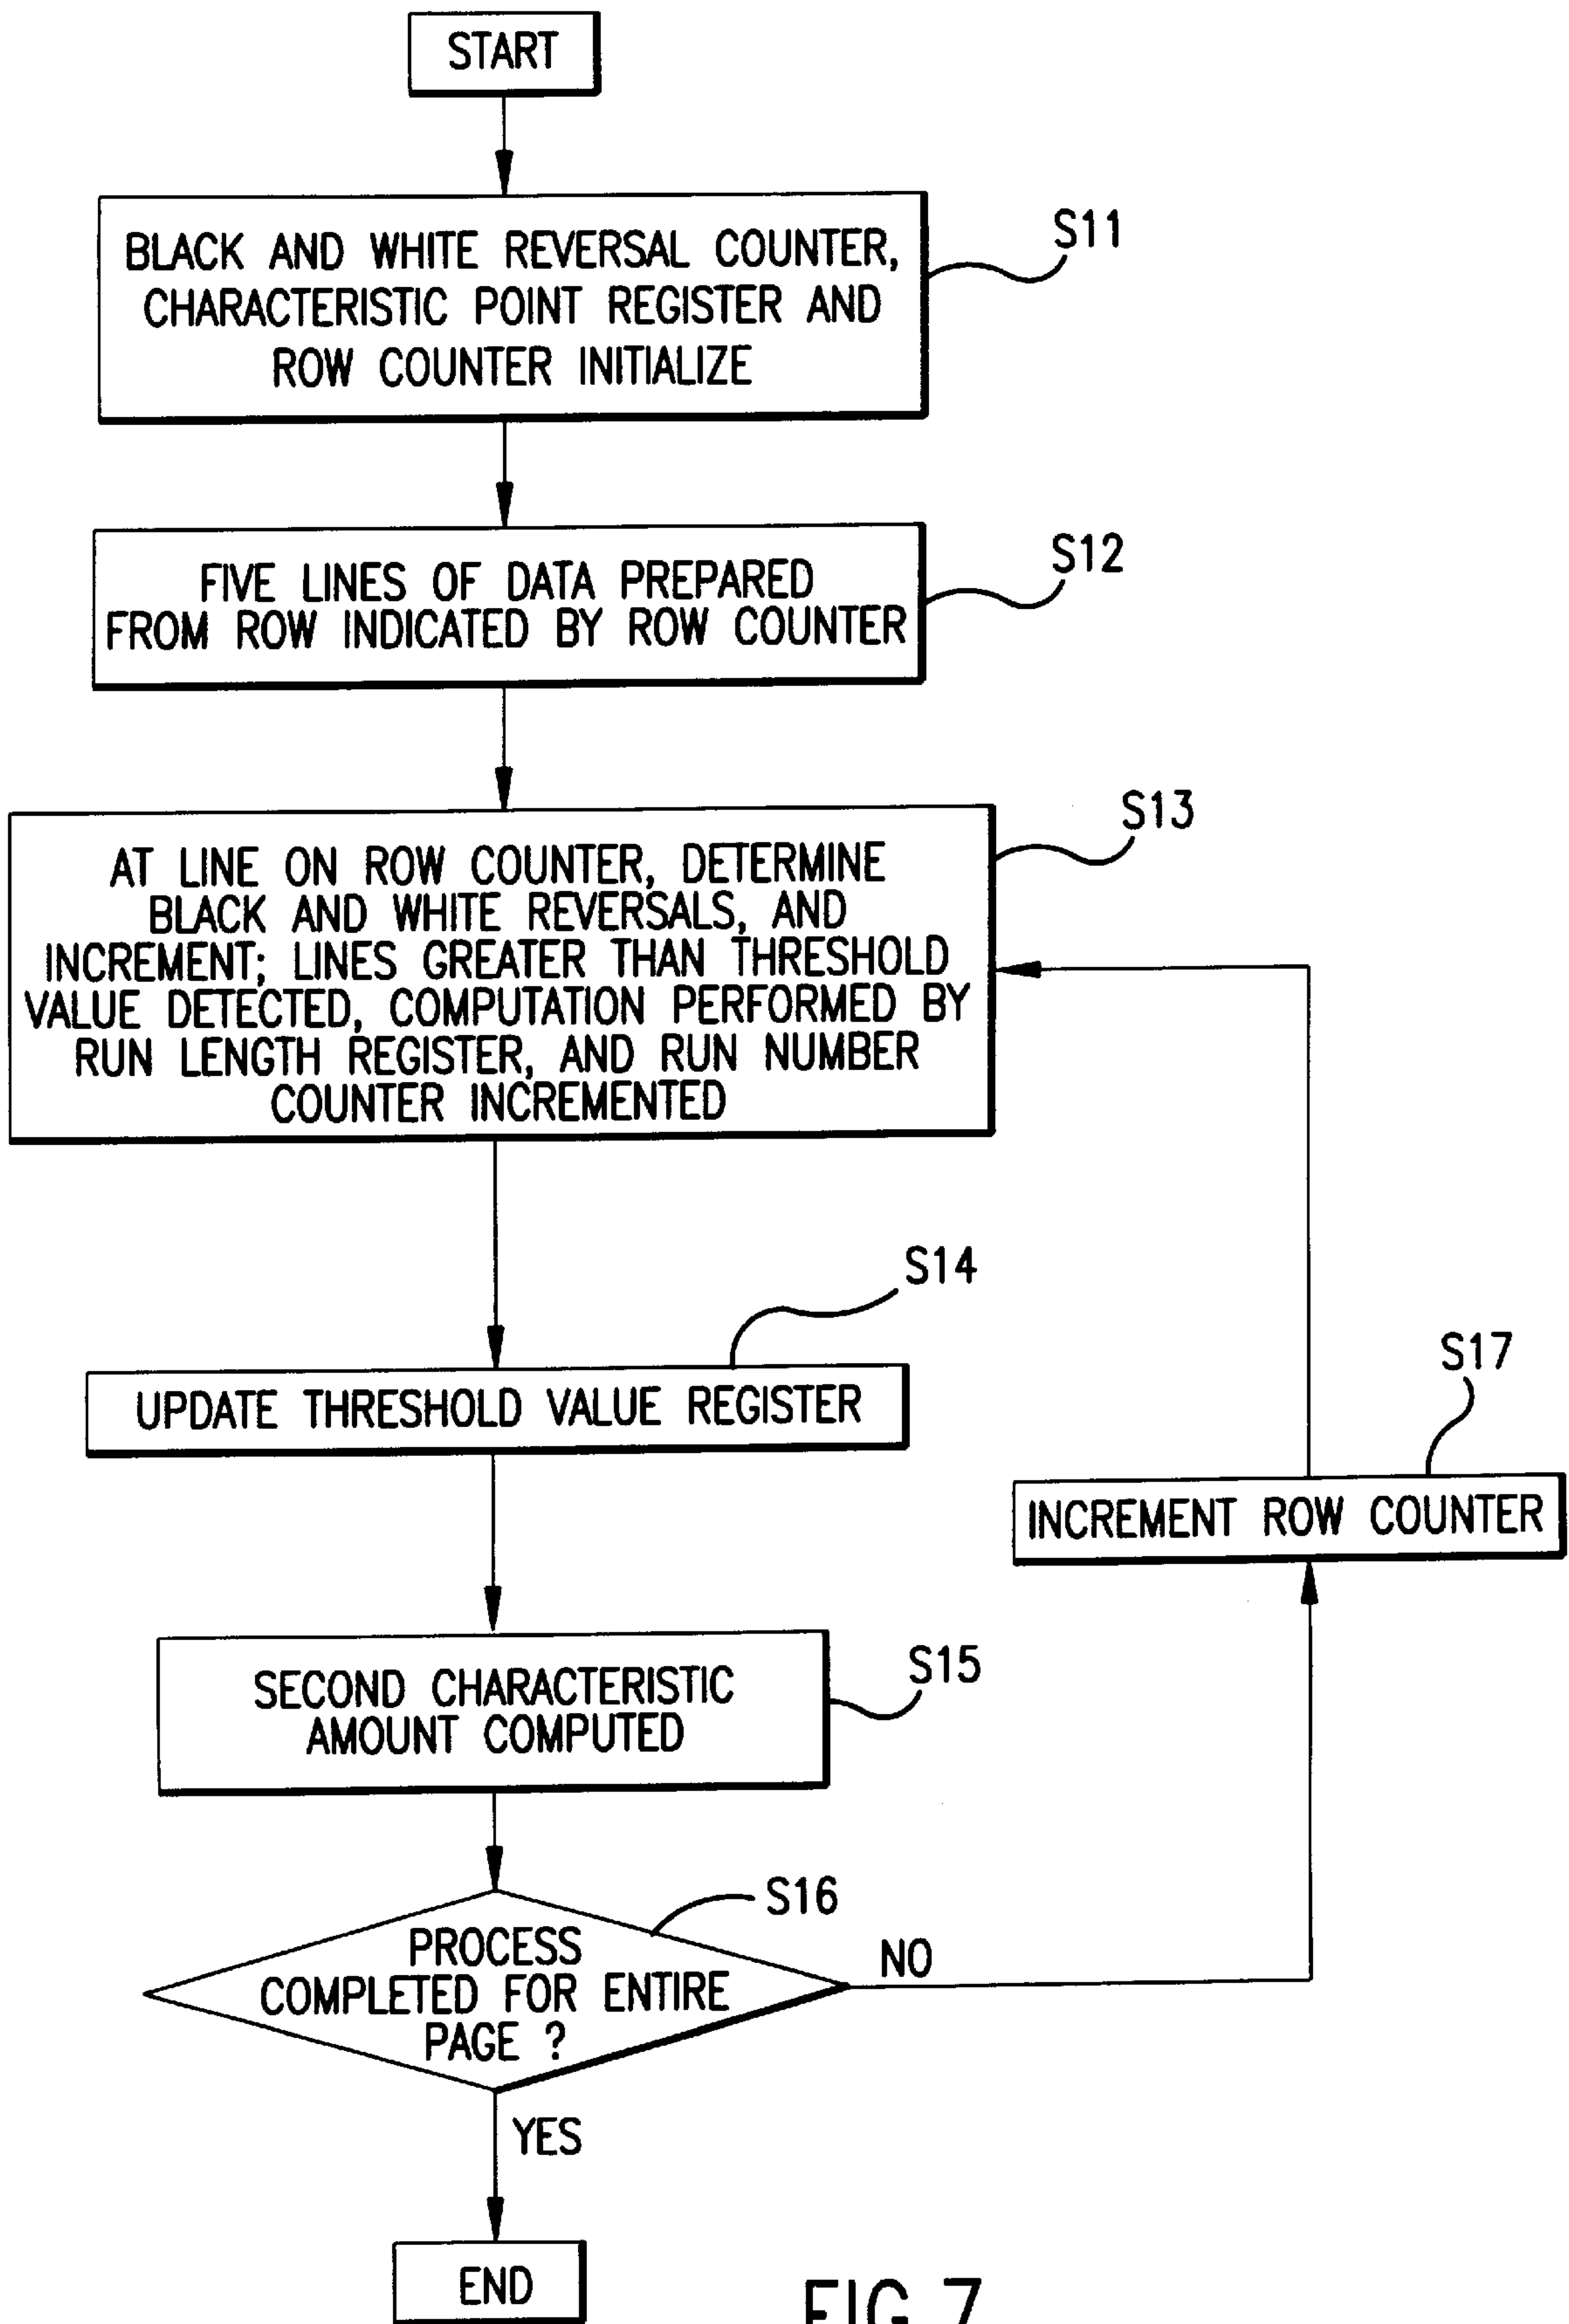 START
BLACK AND WHITE REVERSAL COUNTER,
CHARACTERISTIC POINT REGISTER AND
ROW COUNTER INITIALIZE
S11
FIVE LINES OF DATA PREPARED
FROM ROW INDICATED BY ROW COUNTER
S12
AT LINE ON ROW COUNTER, DETERMINE
BLACK AND WHITE REVERSALS, AND
INCREMENT; LINES GREATER THAN THRESHOLD
VALUE DETECTED, COMPUTATION PERFORMED BY
RUN LENGTH REGISTER, AND RUN NUMBER
COUNTER INCREMENTED
S13
S14
UPDATE THRESHOLD VALUE REGISTER
S17
INCREMENT ROW COUNTER
SECOND CHARACTERISTIC
AMOUNT COMPUTED
S15
S16
PROCESS
COMPLETED FOR ENTIRE
PAGE ?
NO
YES
END
FIG. 7